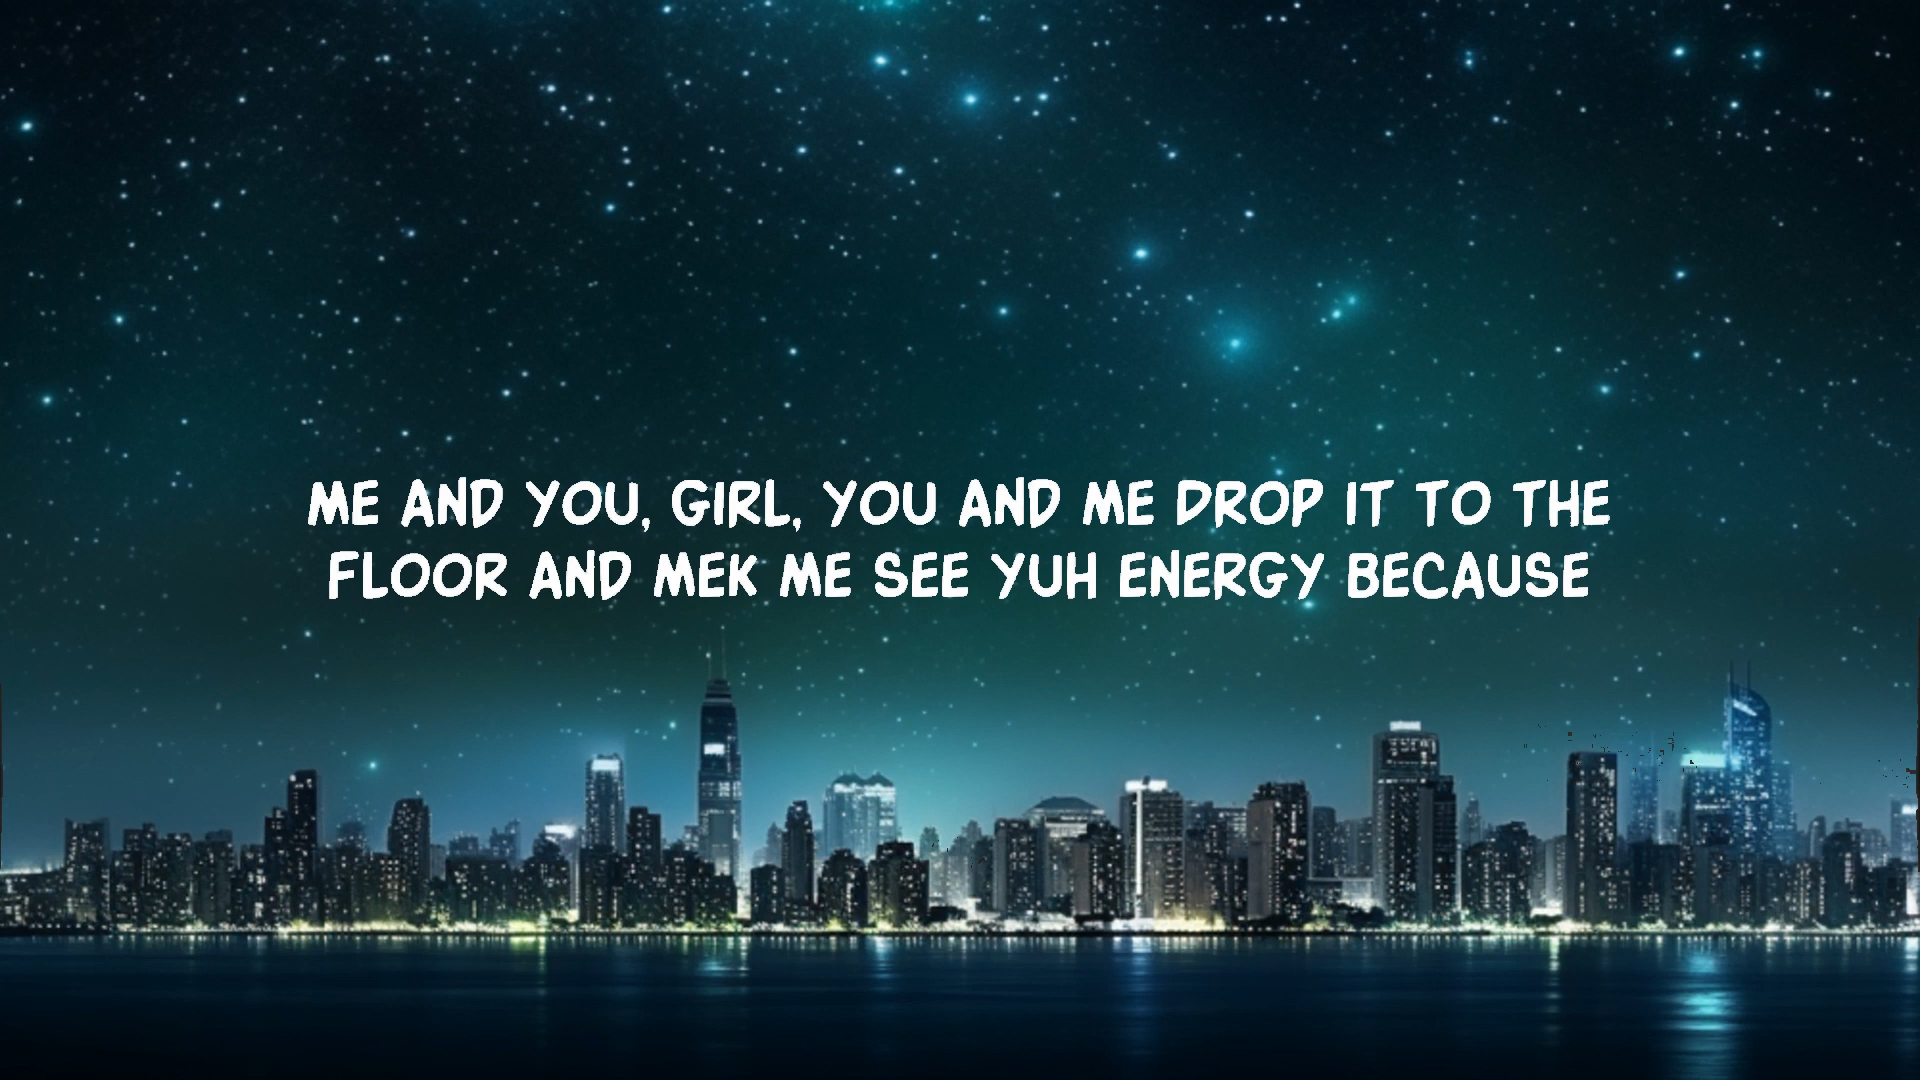 ME AND YOU, GIRL, YOU AND ME DROP IT TO THE
FLOOR AND MEK ME SEE YUH ENERGY BECAUSE